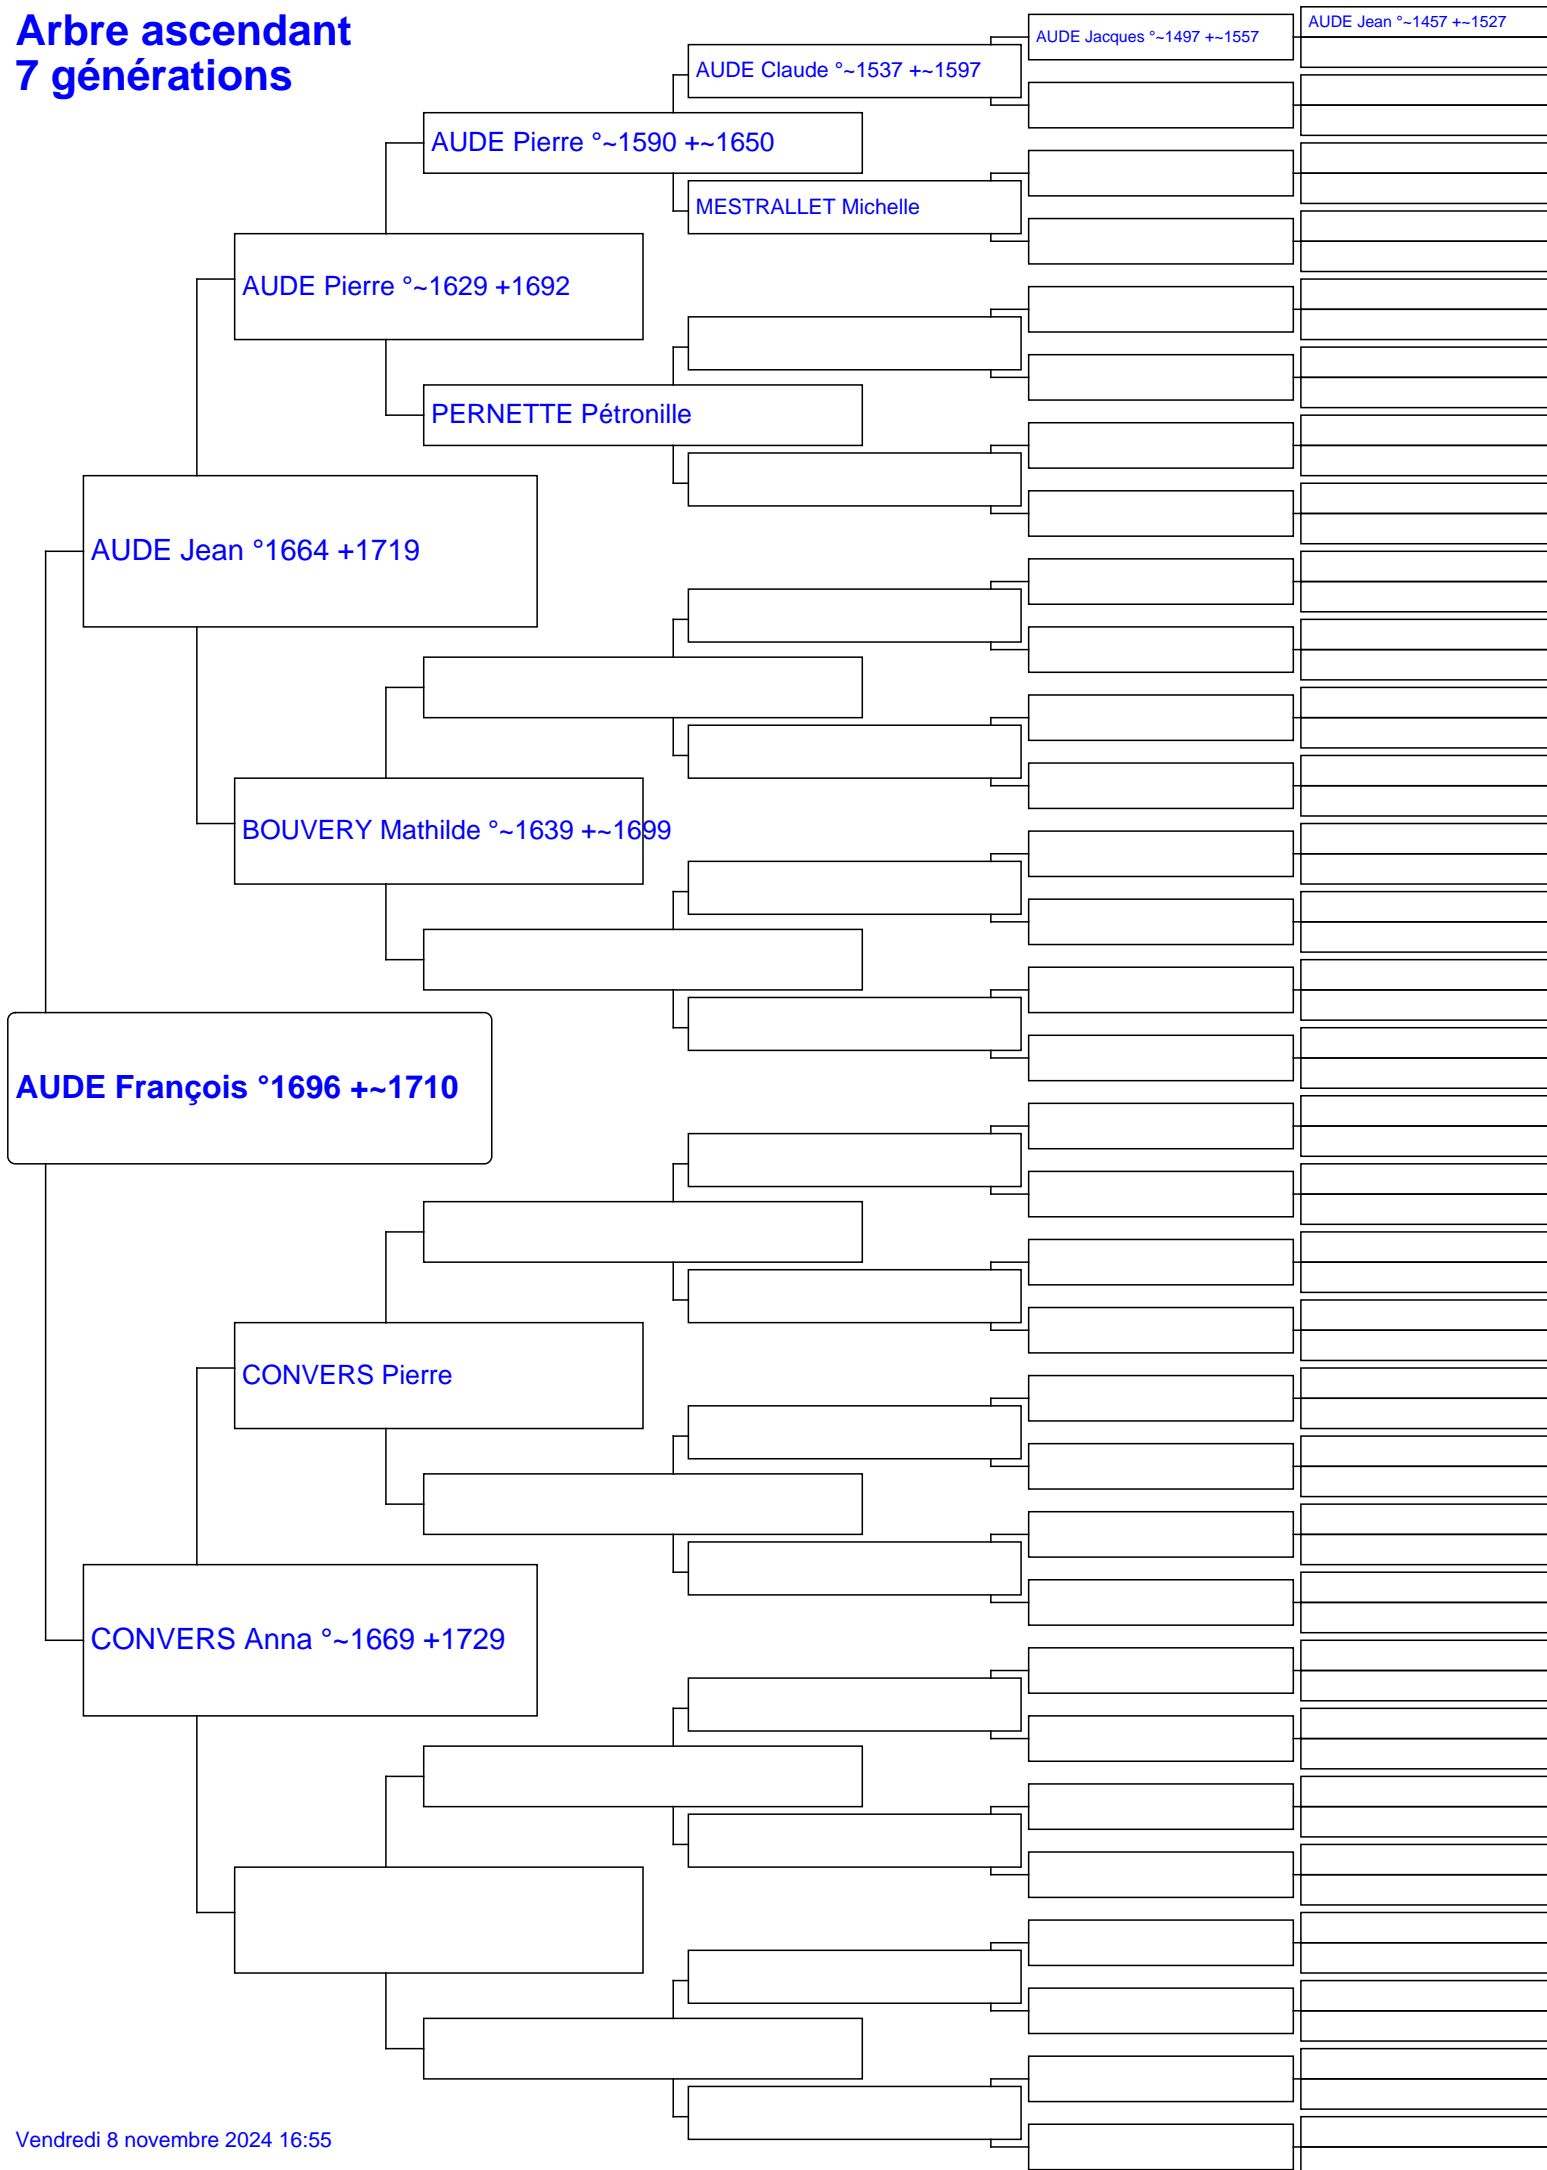 Arbre ascendant
7 générations
AUDE Jean °~1457 +~1527
AUDE Jacques °~1497 +~1557
AUDE Claude °~1537 +~1597
AUDE Pierre °~1590 +~1650
MESTRALLET Michelle
AUDE Pierre °~1629 +1692
PERNETTE Pétronille
AUDE Jean °1664 +1719
BOUVERY Mathilde °~1639 +~1699
AUDE François °1696 +~1710
CONVERS Pierre
CONVERS Anna °~1669 +1729
Vendredi 8 novembre 2024 16:55